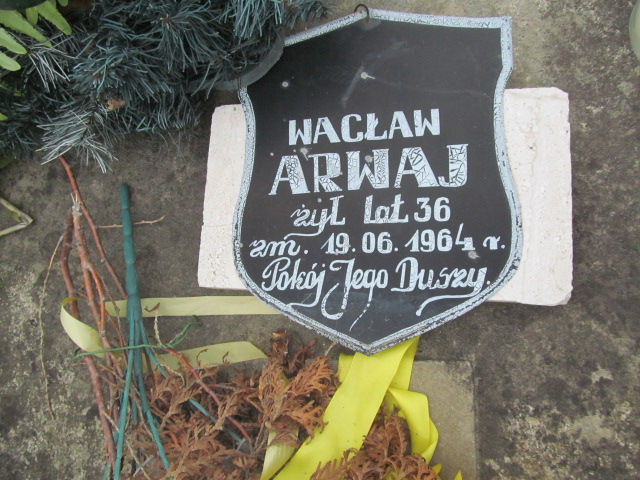 WACŁAW
ARWAJ
żył lat 36
zm. 19.06.1964 r.
Pokój Jego Duszy.